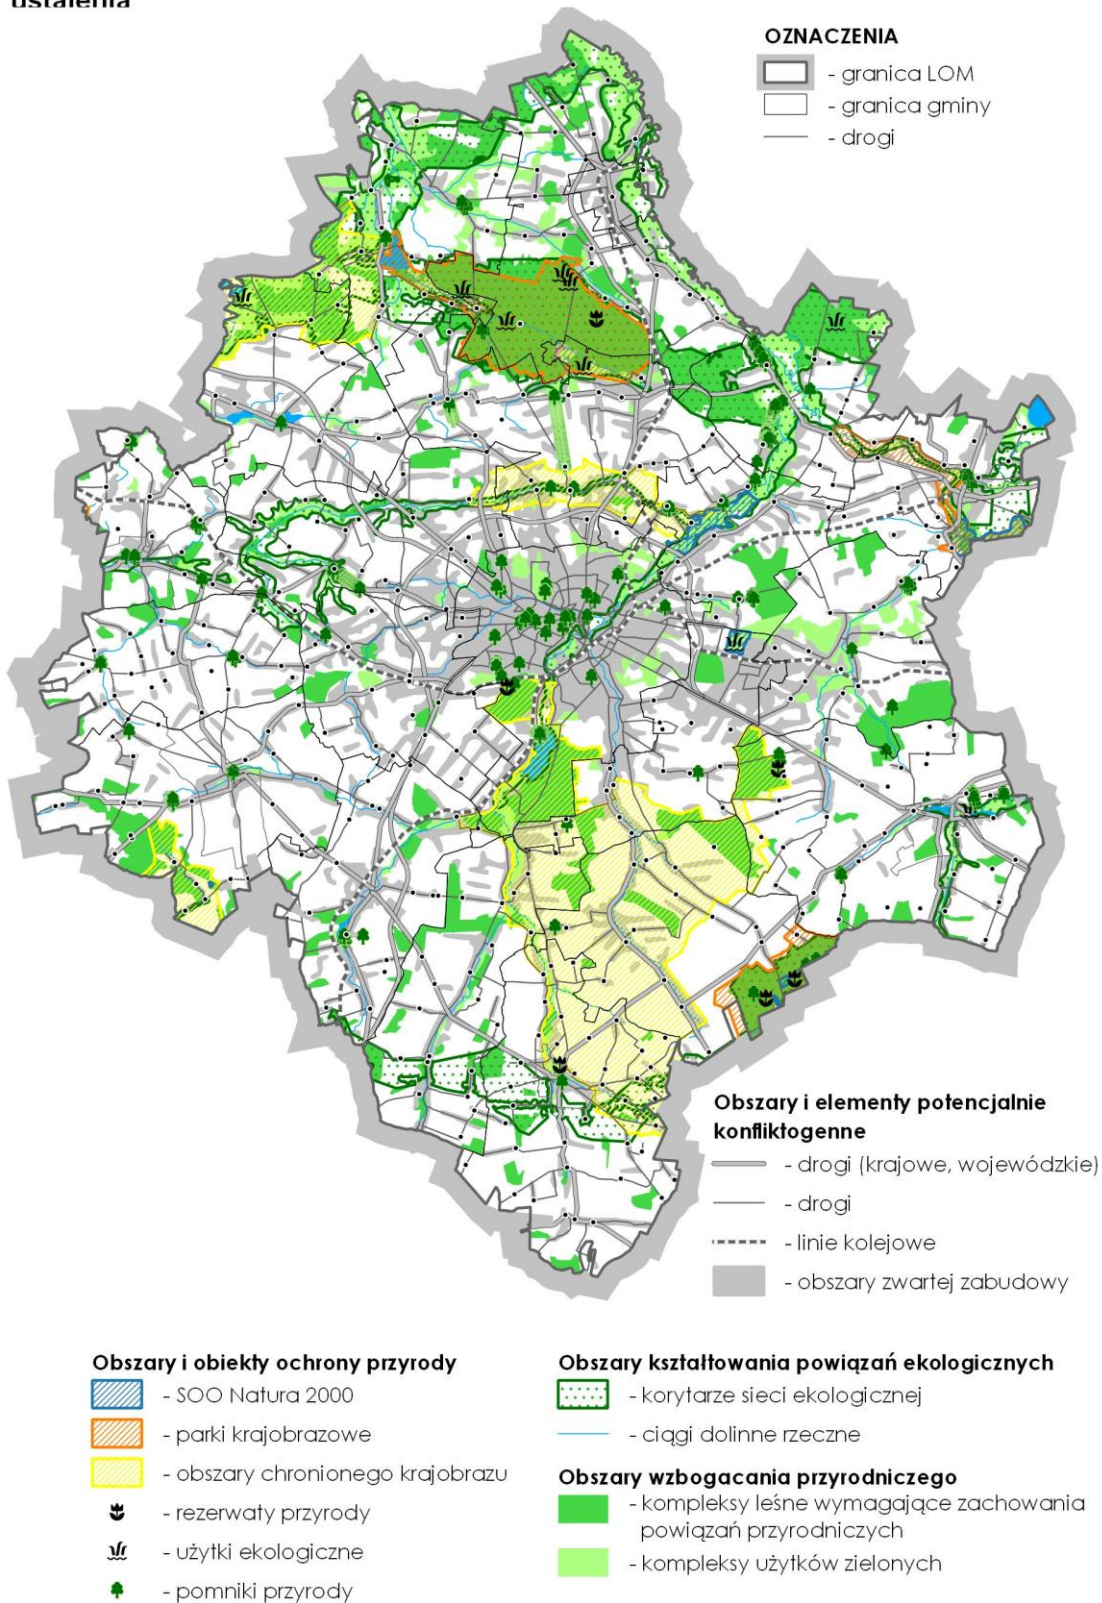 ustalenia
OZNACZENIA
- granica LOM
- granica gminy
- drogi
Obszary i elementy potencjalnie
konfliktogenne
- drogi (krajowe, wojewódzkie)
- drogi
- linie kolejowe
- obszary zwartej zabudowy
Obszary i obiekty ochrony przyrody
- SOO Natura 2000
- parki krajobrazowe
- obszary chronionego krajobrazu
- rezerwaty przyrody
- użytki ekologiczne
- pomniki przyrody
Obszary kształtowania powiązań ekologicznych
- korytarze sieci ekologicznej
- ciągi dolinne rzeczne
Obszary wzbogacania przyrodniczego
- kompleksy leśne wymagające zachowania
powiązań przyrodniczych
- kompleksy użytków zielonych